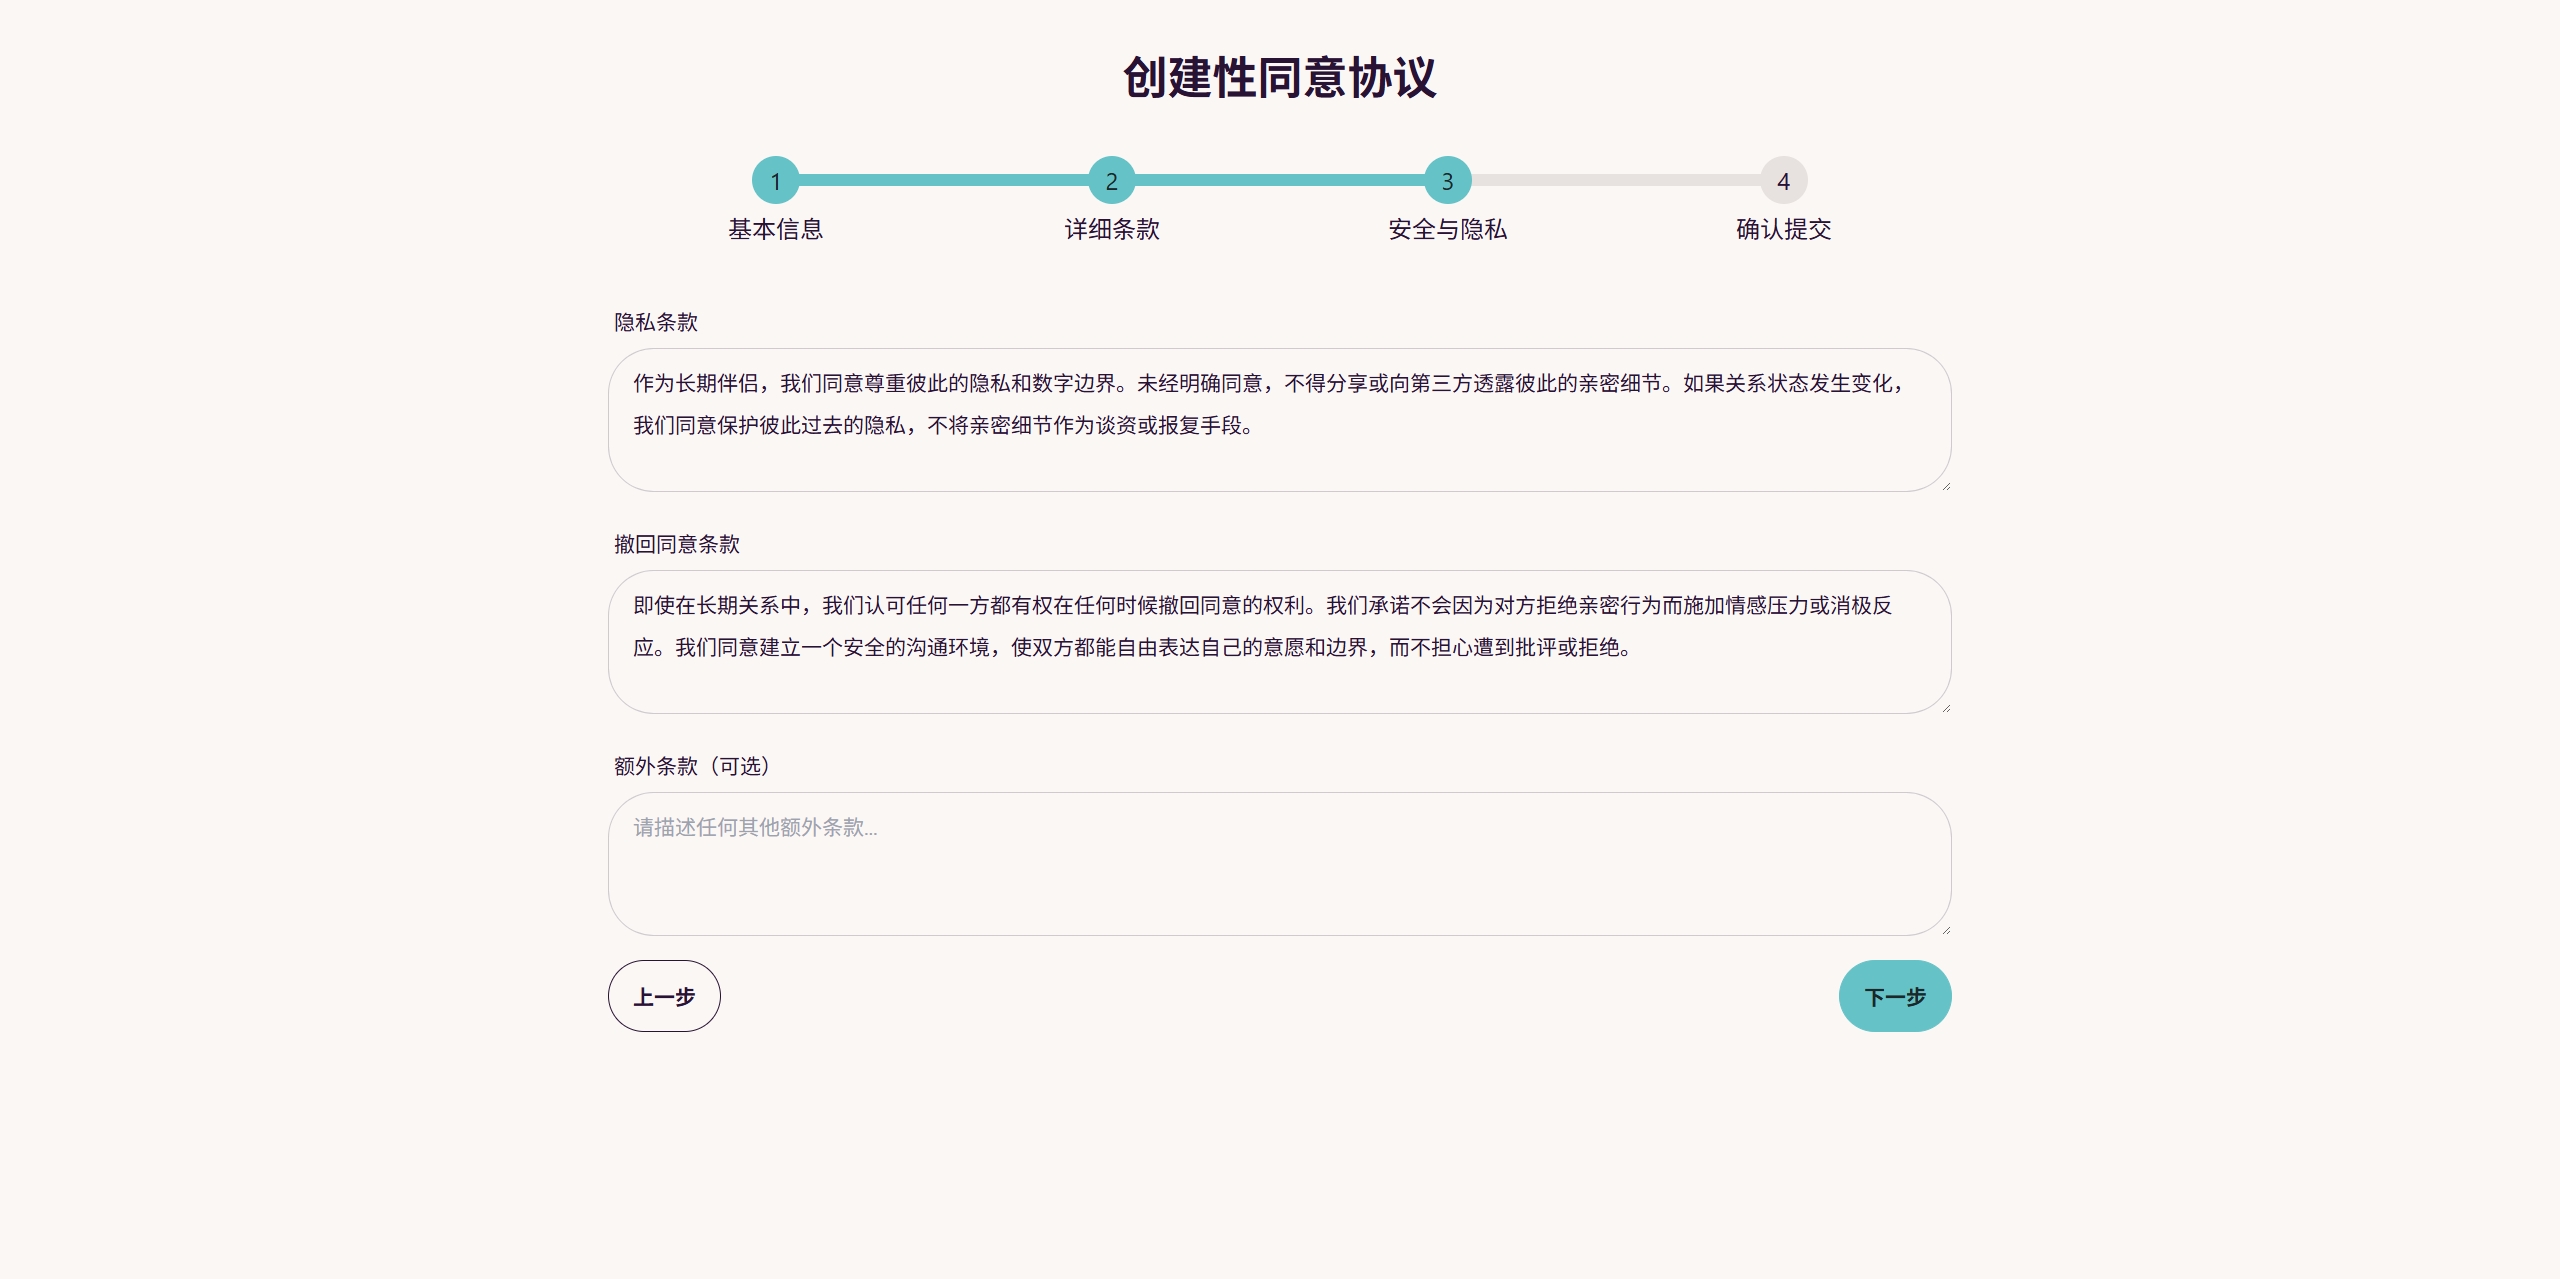 创建性同意协议
1
2
3
4
基本信息
详细条款
安全与隐私
确认提交
隐私条款
作为长期伴侣，我们同意尊重彼此的隐私和数字边界。未经明确同意，不得分享或向第三方透露彼此的亲密细节。如果关系状态发生变化，
我们同意保护彼此过去的隐私，不将亲密细节作为谈资或报复手段。
撤回同意条款
即使在长期关系中，我们认可任何一方都有权在任何时候撤回同意的权利。我们承诺不会因为对方拒绝亲密行为而施加情感压力或消极反
应。我们同意建立一个安全的沟通环境，使双方都能自由表达自己的意愿和边界，而不担心遭到批评或拒绝。
额外条款（可选）
请描述任何其他额外条款...
上一步
下一步